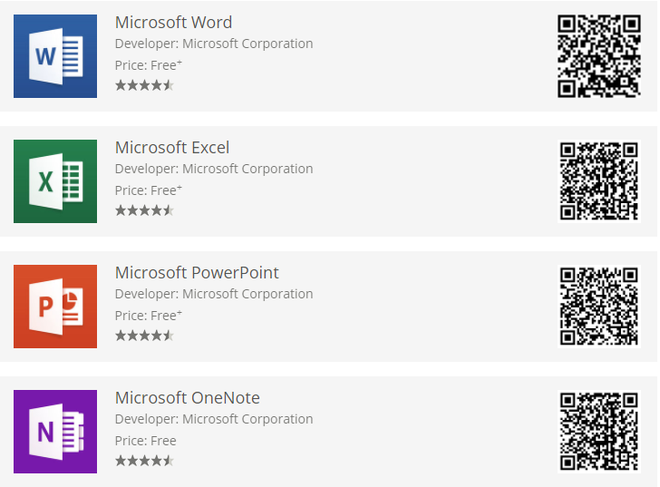 Microsoft Word
Developer: Microsoft Corporation
Price: Free+
W
Microsoft Excel
Developer: Microsoft Corporation
Price: Free+
X
Microsoft PowerPoint
Developer: Microsoft Corporation
Price: Free+
P
Microsoft OneNote
Developer: Microsoft Corporation
Price: Free
N